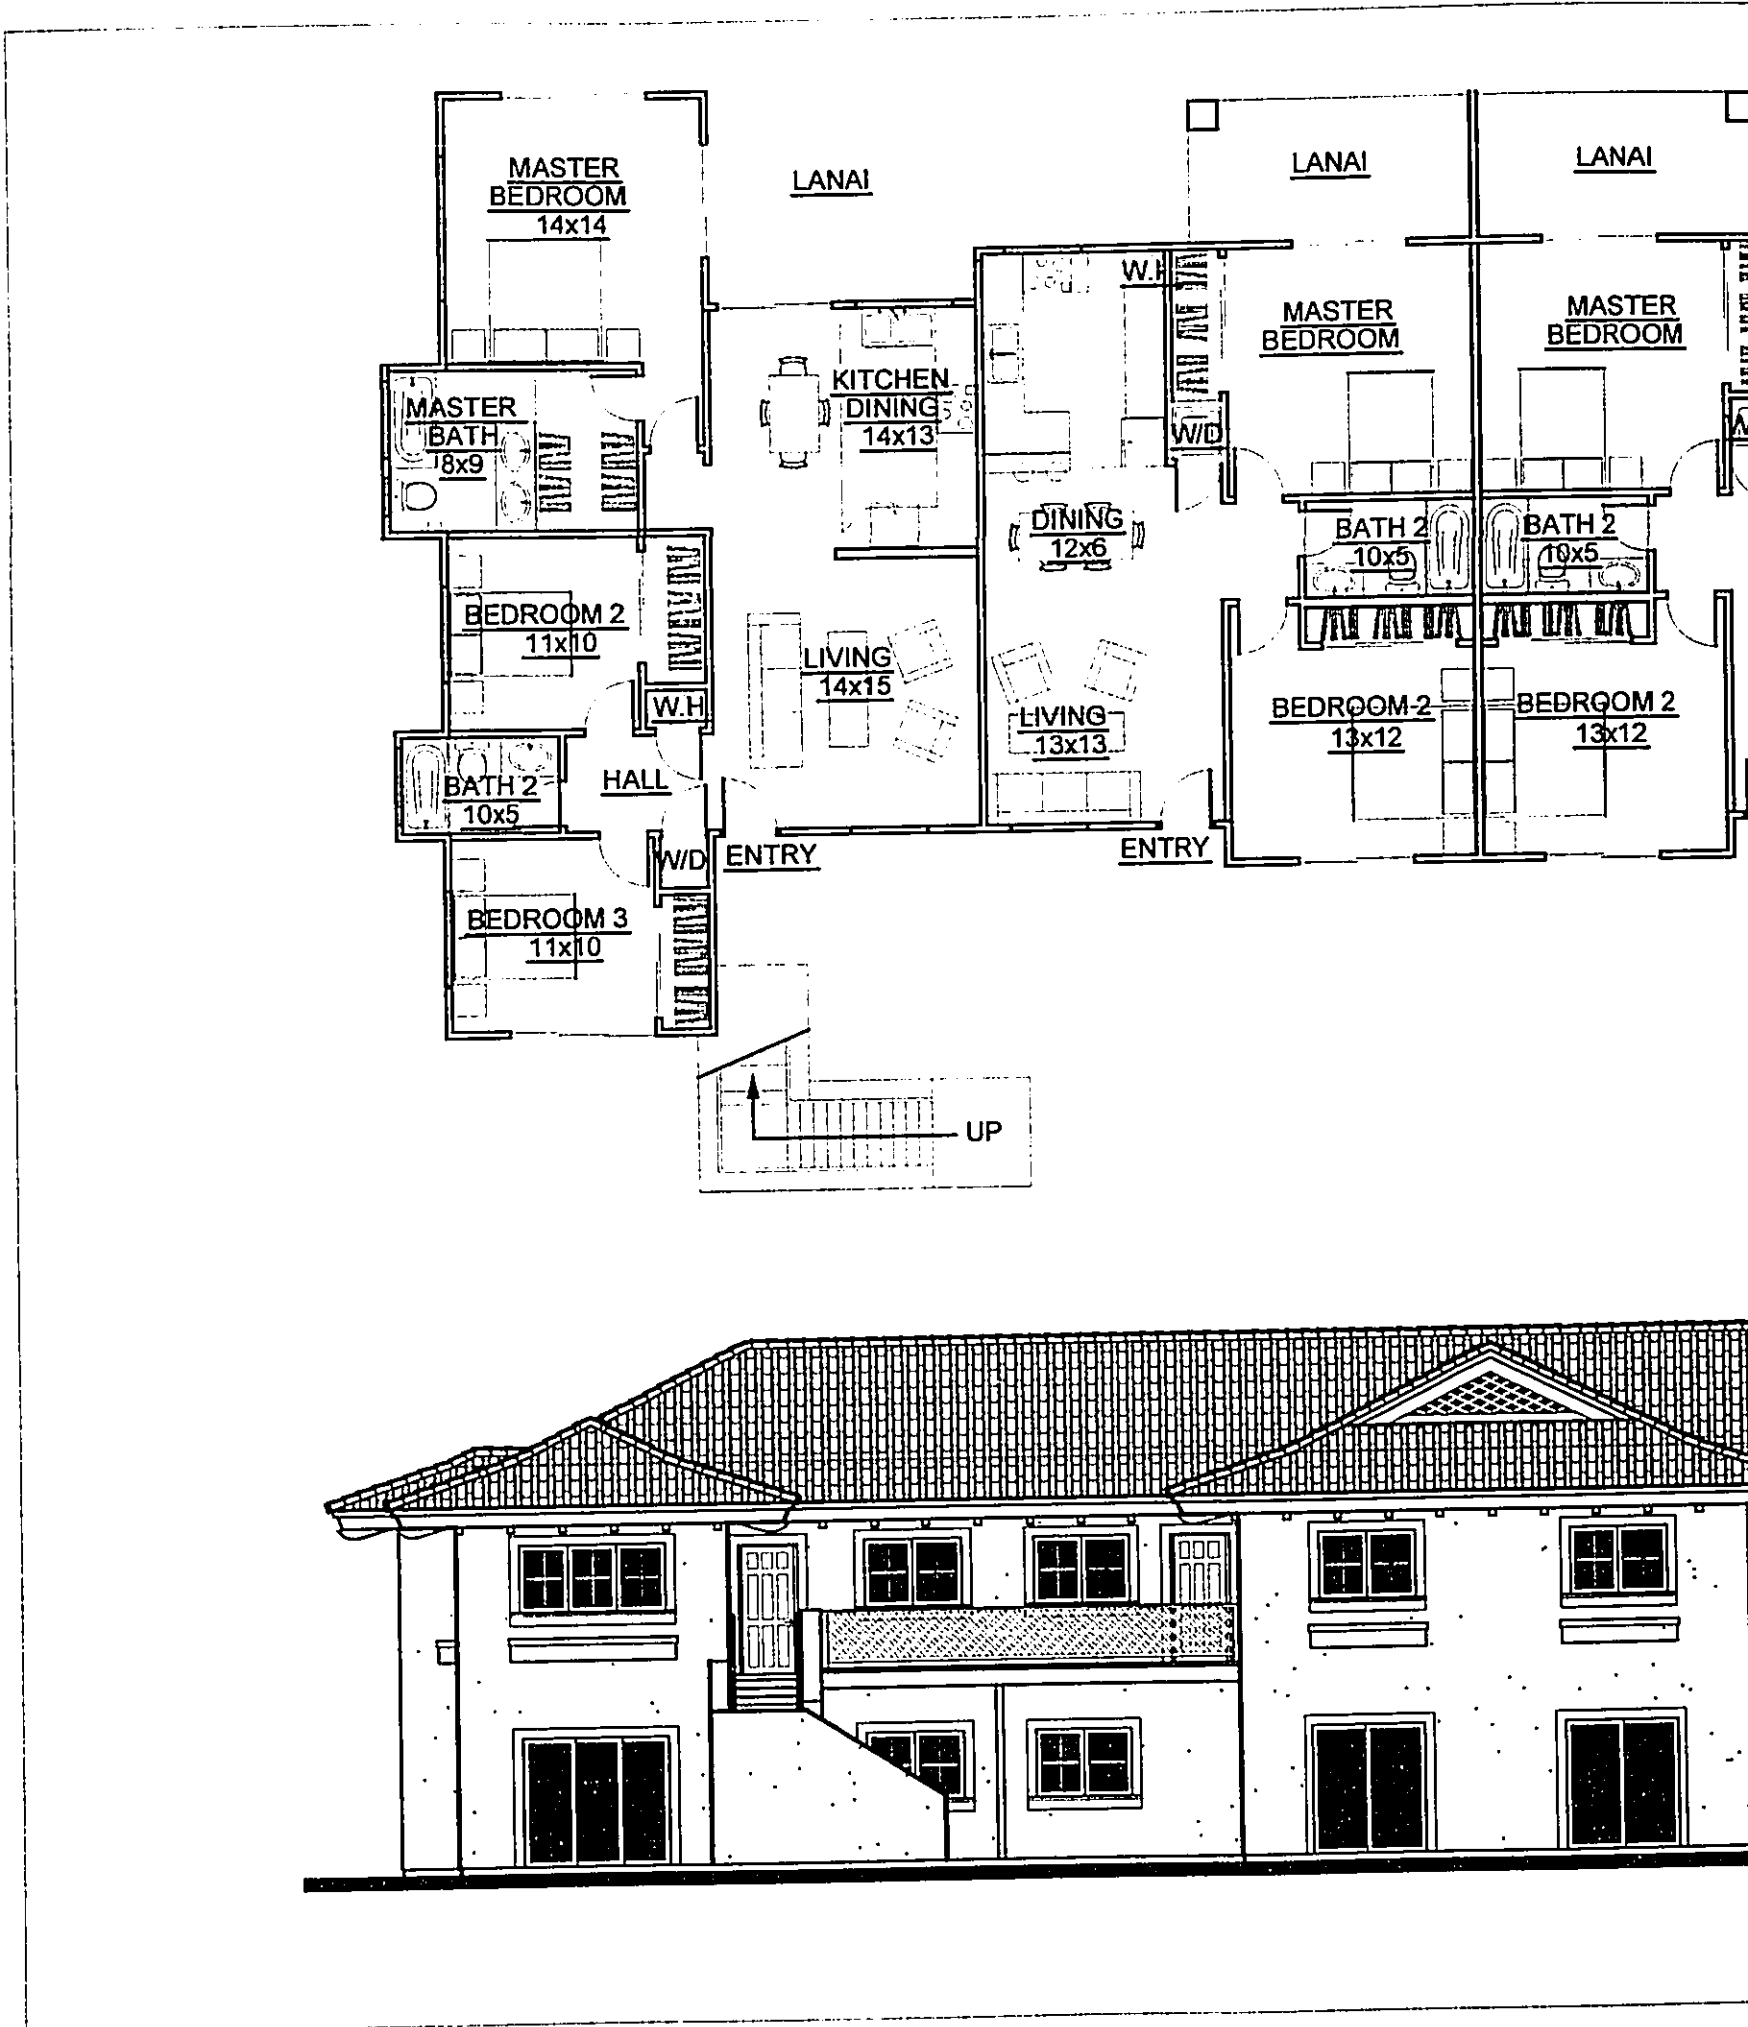 MASTER
BEDROOM
14x14
LANAI
LANAI
LANAI
W.H
MASTER
BEDROOM
MASTER
BEDROOM
MASTER
BATH
8x9
KITCHEN
DINING
14x13
W/D
DINING
12x6
BATH 2
10x5
BATH 2
10x5
BEDROOM 2
11x10
LIVING
14x15
W.H
LIVING
13x13
BEDROOM 2
13x12
BEDROOM 2
13x12
BATH 2
10x5
HALL
W/D
ENTRY
ENTRY
BEDROOM 3
11x10
UP